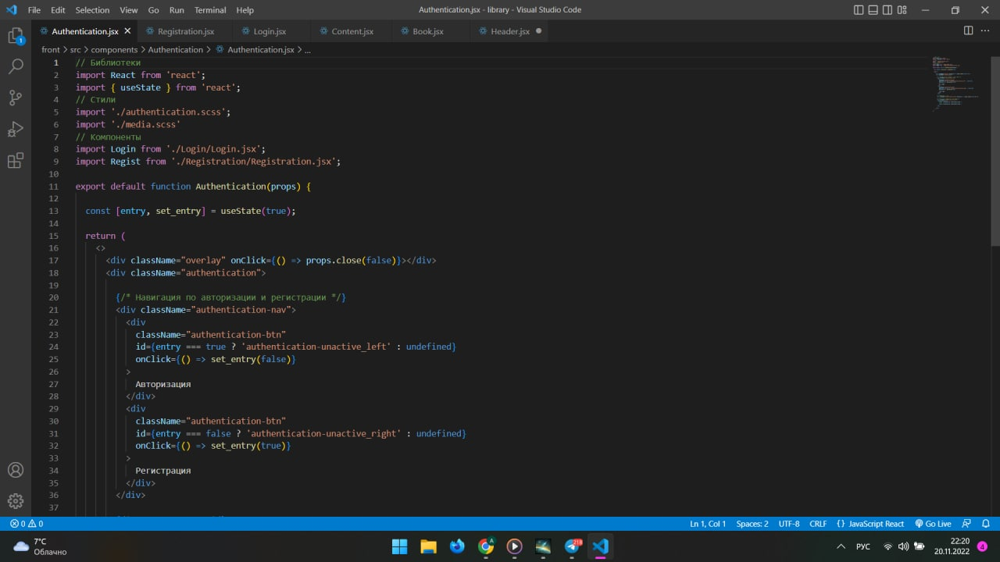 File Edit Selection View Go Run Terminal Help
Authentication.jsx - library - Visual Studio Code
Authentication.jsx Registration.jsx Login.jsx Content.jsx Book.jsx Header.jsx
front > src > components > Authentication > Authentication.jsx > ...
1
1 // Библиотеки
2 import React from 'react';
3 import { useState } from 'react';
4 // Стили
5 import './authentication.scss';
6 import './media.scss'
7 // Компоненты
8 import Login from './Login/Login.jsx';
9 import Regist from './Registration/Registration.jsx';
10
11 export default function Authentication(props) {
12
13 const [entry, set_entry] = useState(true);
14
15 return (
16 <>
17 <div className="overlay" onClick={() => props.close(false)}></div>
18 <div className="authentication">
19
20 {/* Навигация по авторизации и регистрации */}
21 <div className="authentication-nav">
22 <div
23 className="authentication-btn"
24 id={entry === true ? 'authentication-unactive_left' : undefined}
25 onClick={() => set_entry(false)}
26 >
27 Авторизация
28 </div>
29 <div
30 className="authentication-btn"
31 id={entry === false ? 'authentication-unactive_right' : undefined}
32 onClick={() => set_entry(true)}
33 >
34 Регистрация
35 </div>
36 </div>
37
0 0 Ln 1, Col 1 Spaces: 2 UTF-8 CRLF {} JavaScript React Go Live
7°C
Облачно
218
РУС
22:20
20.11.2022
4